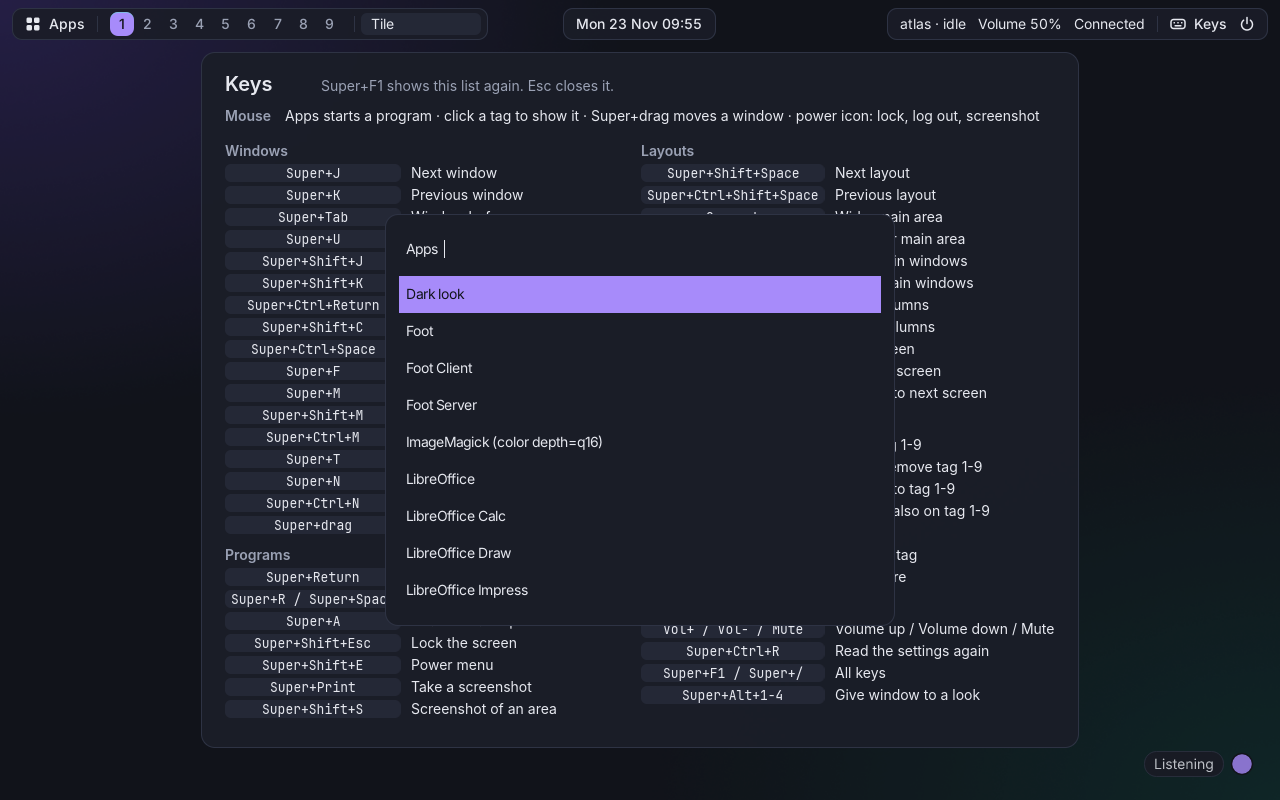 Apps 1 2 3 4 5 6 7 8 9 Tile Mon 23 Nov 09:55 atlas · idle Volume 50% Connected Keys
Keys Super+F1 shows this list again. Esc closes it.
Mouse Apps starts a program · click a tag to show it · Super+drag moves a window · power icon: lock, log out, screenshot
Windows
Super+J Next window
Super+K Previous window
Super+Tab
Super+U
Super+Shift+J
Super+Shift+K
Super+Ctrl+Return
Super+Shift+C
Super+Ctrl+Space
Super+F
Super+M
Super+Shift+M
Super+Ctrl+M
Super+T
Super+N
Super+Ctrl+N
Super+drag
Programs
Super+Return
Super+R / Super+Spac
Super+A
Super+Shift+Esc Lock the screen
Super+Shift+E Power menu
Super+Print Take a screenshot
Super+Shift+S Screenshot of an area
Apps
Dark look
Foot
Foot Client
Foot Server
ImageMagick (color depth=q16)
LibreOffice
LibreOffice Calc
LibreOffice Draw
LibreOffice Impress
Layouts
Super+Shift+Space Next layout
Super+Ctrl+Shift+Space Previous layout
main area
main area
windows
windows
screen
to next screen
1-9
tag 1-9
to tag 1-9
also on tag 1-9
tag
Vol+ / Vol- / Mute Volume up / Volume down / Mute
Super+Ctrl+R Read the settings again
Super+F1 / Super+/ All keys
Super+Alt+1-4 Give window to a look
Listening